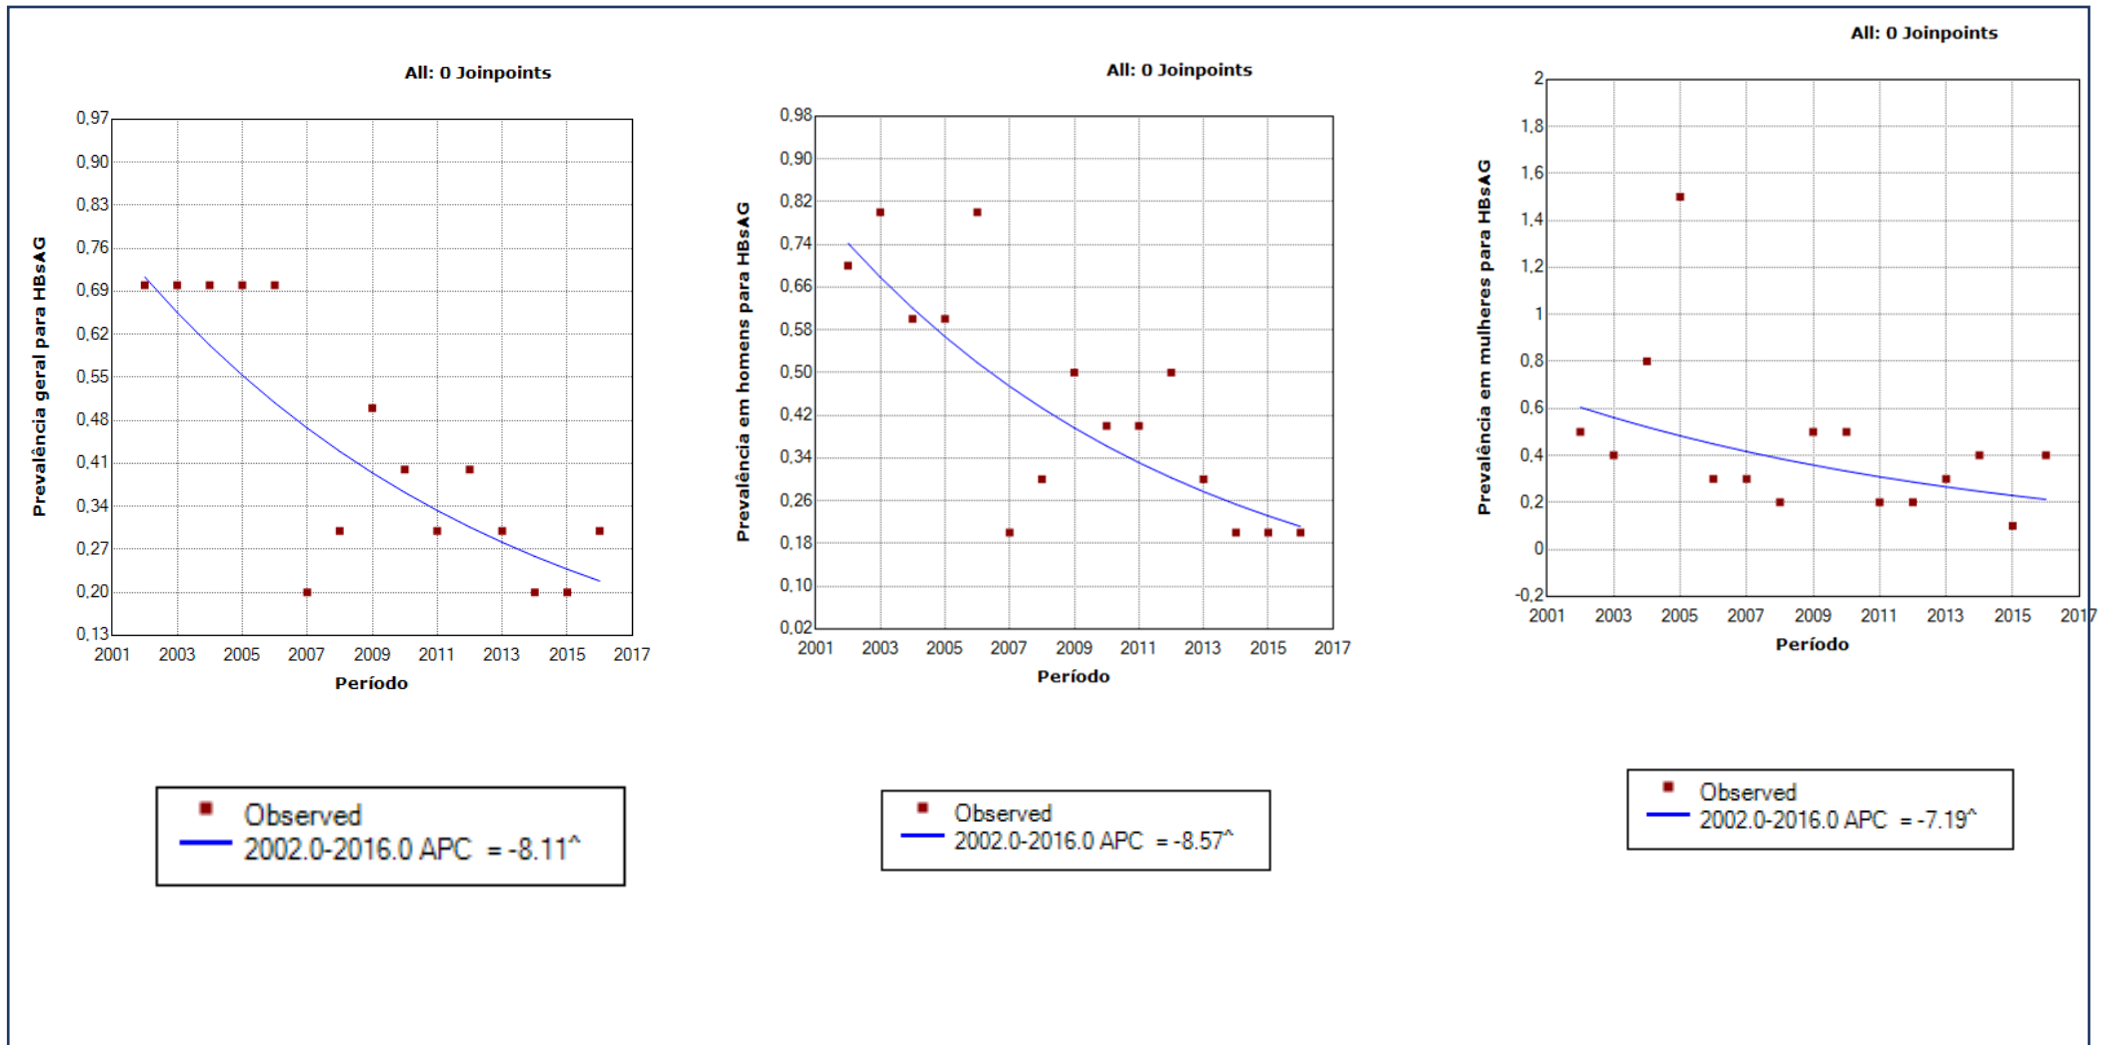 All: 0 Joinpoints
Prevalência geral para HBsAG
0,97
0,90
0,83
0,76
0,69
0,62
0,55
0,48
0,41
0,34
0,27
0,20
0,13
2001 2003 2005 2007 2009 2011 2013 2015 2017
Período
Observed
2002.0-2016.0 APC = -8.11^
All: 0 Joinpoints
Prevalência em homens para HBsAG
0.98
0.90
0.82
0.74
0.66
0.58
0.50
0.42
0.34
0.26
0.18
0.10
0.02
2001 2003 2005 2007 2009 2011 2013 2015 2017
Período
Observed
2002.0-2016.0 APC = -8.57^
All: 0 Joinpoints
Prevalência em mulheres para HBsAG
2
1.8
1.6
1.4
1.2
1
0.8
0.6
0.4
0.2
0
-0,2
2001 2003 2005 2007 2009 2011 2013 2015 2017
Período
Observed
2002.0-2016.0 APC = -7.19^